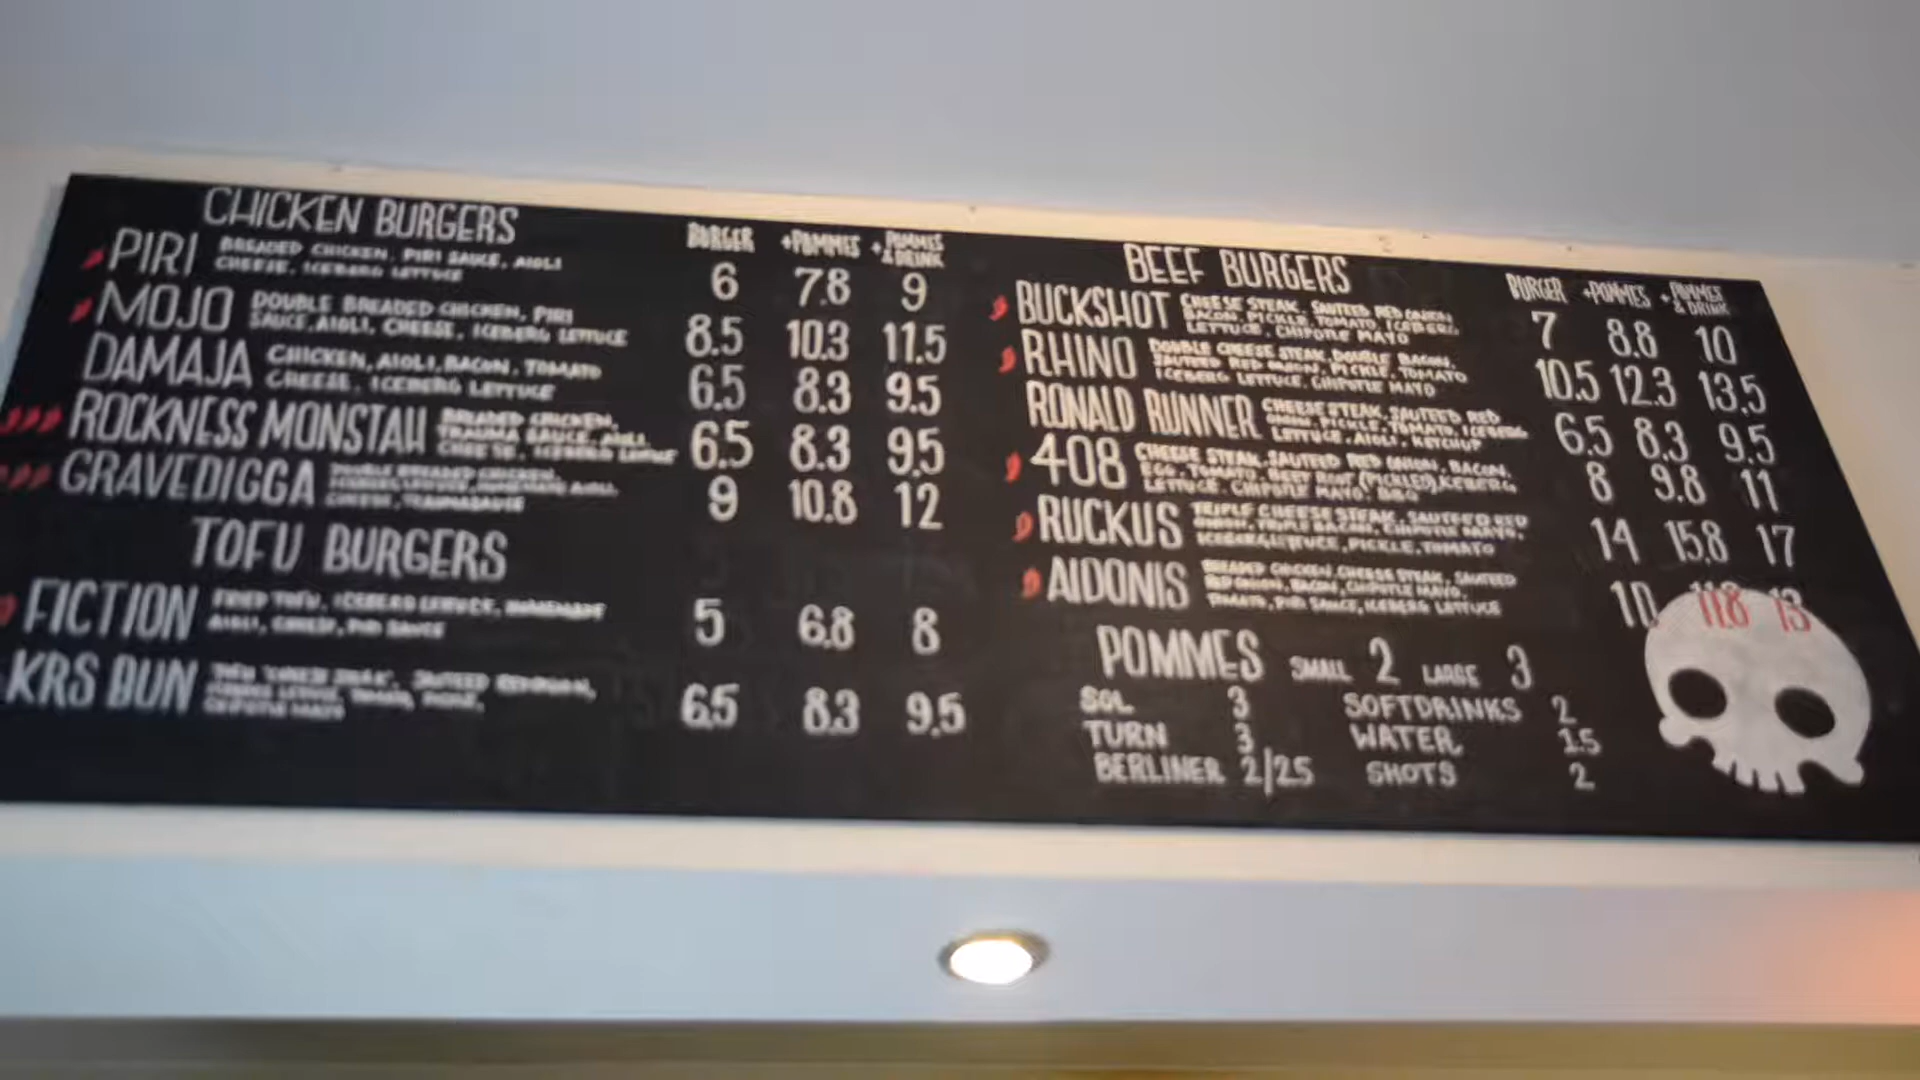 CHICKEN BURGERS
BURGER +POMMES +POMMES & DRINK
PIRI BREADED CHICKEN, PIRI SAUCE, AIOLI
CHEESE, ICEBERG LETTUCE
6 7.8 9
MOJO DOUBLE BREADED CHICKEN, PIRI
SAUCE, AIOLI, CHEESE, ICEBERG LETTUCE
8.5 10.3 11.5
DAMAJA CHICKEN, AIOLI, BACON, TOMATO
CHEESE, ICEBERG LETTUCE
6.5 8.3 9.5
ROCKNESS MONSTAH BREADED CHICKEN,
TRAUMA SAUCE, AIOLI,
CHEESE, ICEBERG LETTUCE
6.5 8.3 9.5
GRAVEDIGGA DOUBLE BREADED CHICKEN,
ICEBERG LETTUCE, HOMEMADE AIOLI,
CHEESE, TRAUMASAUCE
9 10.8 12
TOFU BURGERS
FICTION FRIED TOFU, ICEBERG LETTUCE, HOMEMADE
AIOLI, CHEESE, PIRI SAUCE
5 6.8 8
KRS BUN TOFU "CHEESE STEAK", SAUTEED RED ONION,
ICEBERG LETTUCE, TOMATO, PICKLE,
CHIPOTLE MAYO
6.5 8.3 9.5
BEEF BURGERS
BURGER +POMMES +POMMES & DRINK
BUCKSHOT CHEESE STEAK, SAUTEED RED ONION
BACON, PICKLE, TOMATO, ICEBERG
LETTUCE, CHIPOTLE MAYO
7 8.8 10
RHINO DOUBLE CHEESE STEAK, DOUBLE BACON,
SAUTEED RED ONION, PICKLE, TOMATO
ICEBERG LETTUCE, CHIPOTLE MAYO
10.5 12.3 13.5
RONALD RUNNER CHEESE STEAK, SAUTEED RED
ONION, PICKLE, TOMATO, ICEBERG
LETTUCE, AIOLI, KETCHUP
6.5 8.3 9.5
408 CHEESE STEAK, SAUTEED RED ONION, BACON,
EGG, TOMATO, BEET ROOT (PICKLED), ICEBERG
LETTUCE, CHIPOTLE MAYO, BBQ
8 9.8 11
RUCKUS TRIPLE CHEESE STEAK, SAUTEED RED
ONION, TRIPLE BACON, CHIPOTLE MAYO,
ICEBERG LETTUCE, PICKLE, TOMATO
14 15.8 17
AIDONIS BREADED CHICKEN, CHEESE STEAK, SAUTEED
RED ONION, BACON, CHIPOTLE MAYO,
TOMATO, PIRI SAUCE, ICEBERG LETTUCE
10 11.8 13
POMMES SMALL 2 LARGE 3
SOL 3 SOFTDRINKS 2
TURN 3 WATER 1.5
BERLINER 2/2.5 SHOTS 2